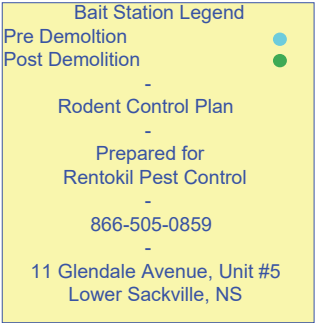 Bait Station Legend
Pre Demoltion
Post Demolition
-
Rodent Control Plan
-
Prepared for
Rentokil Pest Control
-
866-505-0859
-
11 Glendale Avenue, Unit #5
Lower Sackville, NS